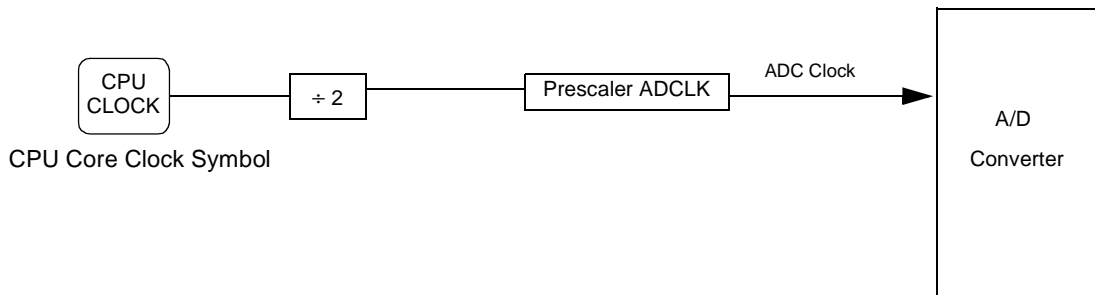 CPU
CLOCK
CPU Core Clock Symbol
÷ 2
Prescaler ADCLK
ADC Clock
A/D
Converter